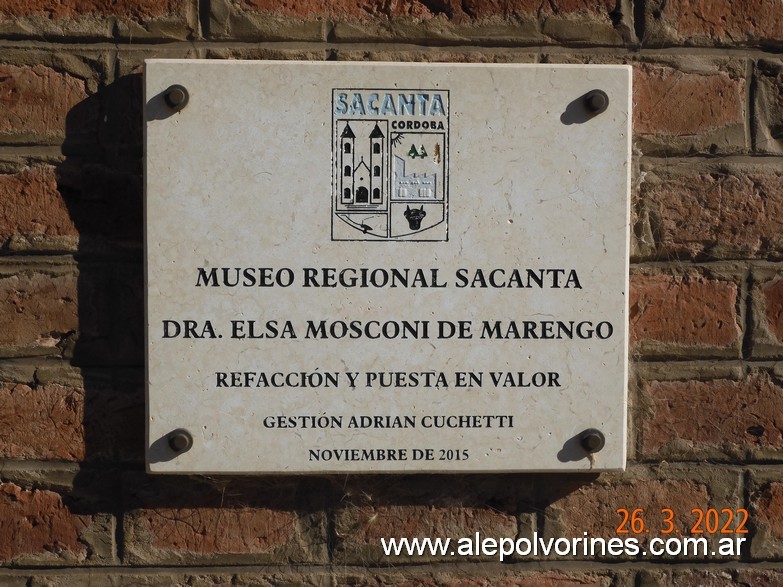 SACANTA
CORDOBA
MUSEO REGIONAL SACANTA
DRA. ELSA MOSCONI DE MARENGO
REFACCIÓN Y PUESTA EN VALOR
GESTIÓN ADRIAN CUCHETTI
NOVIEMBRE DE 2015
26. 3. 2022
www.alepolvorines.com.ar